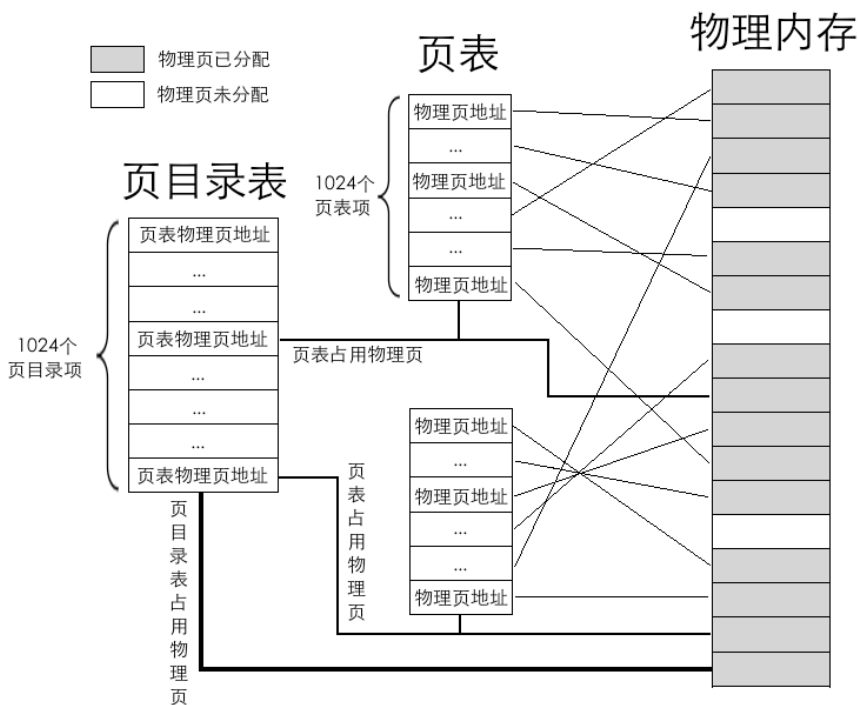 物理内存
页表
物理页已分配
物理页未分配
物理页地址
...
物理页地址
...
...
物理页地址
1024个
页表项
页目录表
页表物理页地址
...
...
页表物理页地址
...
...
...
页表物理页地址
1024个
页目录项
页表占用物理页
物理页地址
...
物理页地址
...
...
物理页地址
页表占用物理页
页目录表占用物理页